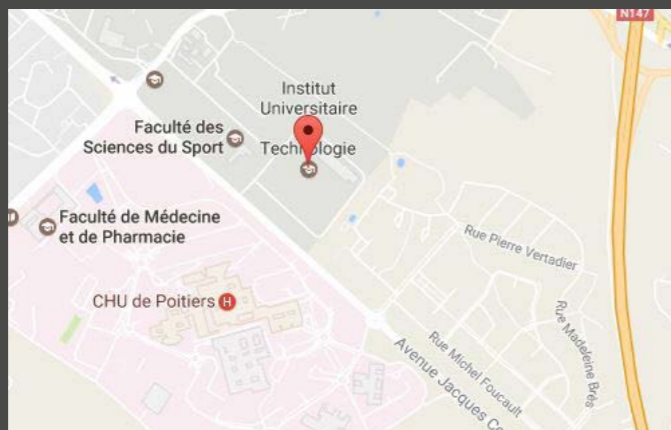 N147
Institut
Universitaire
Technologie
Faculté des
Sciences du Sport
Faculté de Médecine
et de Pharmacie
Rue Pierre Vertadier
CHU de Poitiers H
Rue Madeleine Brès
Rue Michel Foucault
Avenue Jacques Co